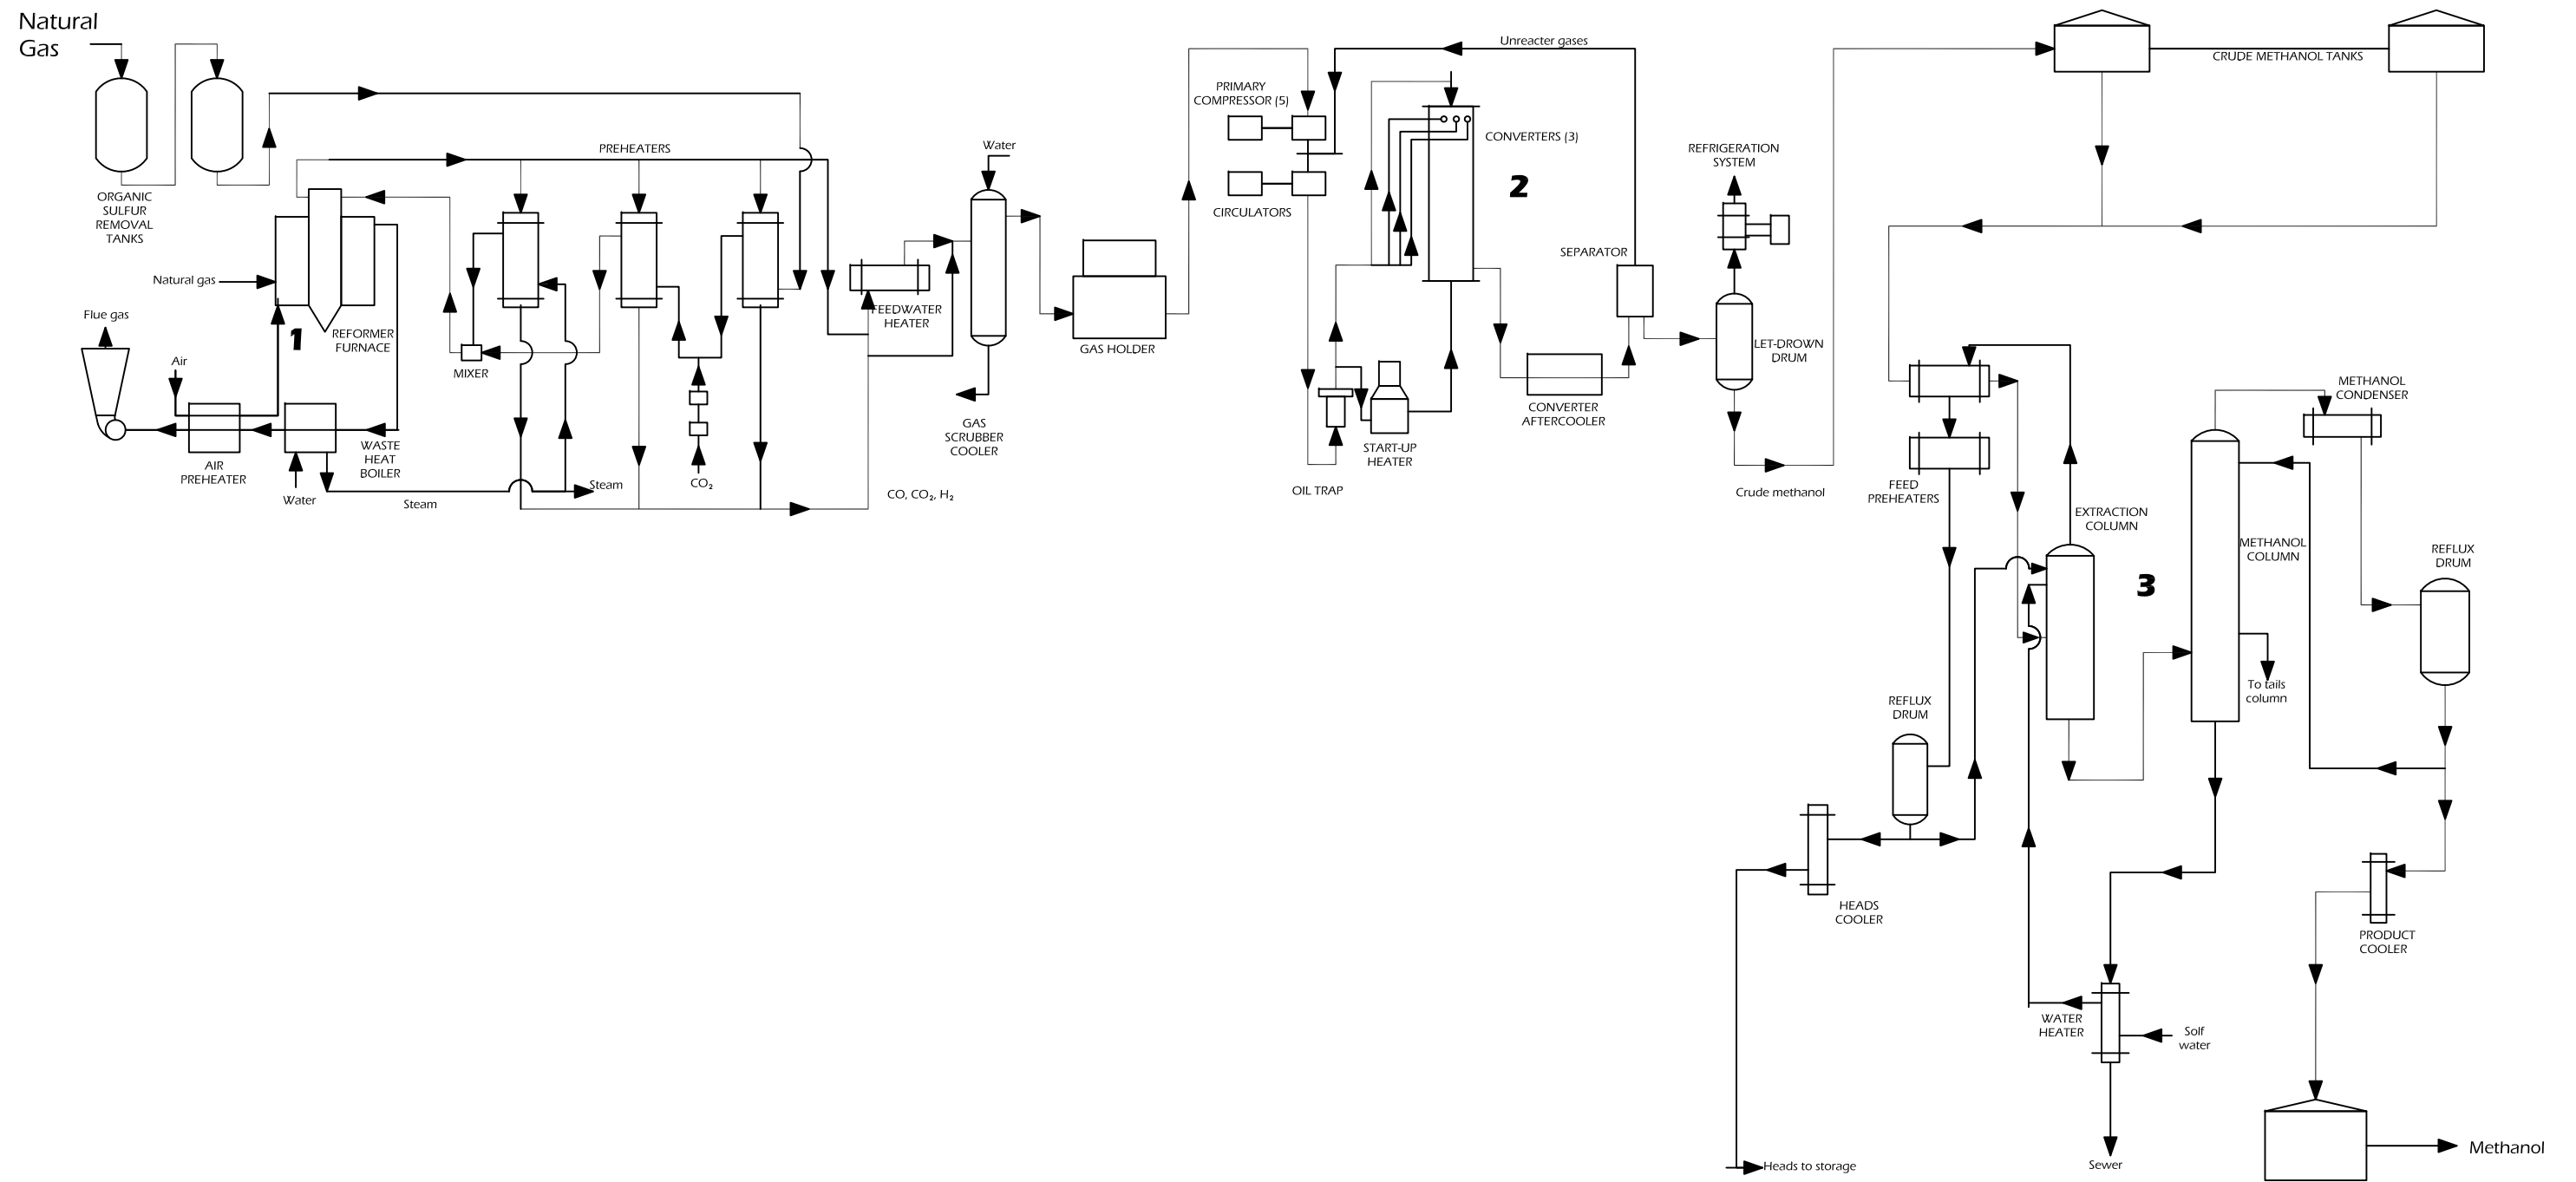 Natural
Gas
ORGANIC
SULFUR
REMOVAL
TANKS
PREHEATERS
Natural gas
Flue gas
Air
1
REFORMER
FURNACE
MIXER
AIR
PREHEATER
WASTE
HEAT
BOILER
Water
Steam
Steam
CO₂
FEEDWATER
HEATER
CO, CO₂, H₂
Water
GAS
SCRUBBER
COOLER
GAS HOLDER
PRIMARY
COMPRESSOR (5)
CIRCULATORS
Unreacter gases
CONVERTERS (3)
2
OIL TRAP
START-UP
HEATER
CONVERTER
AFTERCOOLER
SEPARATOR
REFRIGERATION
SYSTEM
LET-DROWN
DRUM
Crude methanol
CRUDE METHANOL TANKS
FEED
PREHEATERS
EXTRACTION
COLUMN
3
METHANOL
COLUMN
METHANOL
CONDENSER
REFLUX
DRUM
To tails
column
REFLUX
DRUM
HEADS
COOLER
PRODUCT
COOLER
WATER
HEATER
Solf
water
Sewer
Heads to storage
Methanol